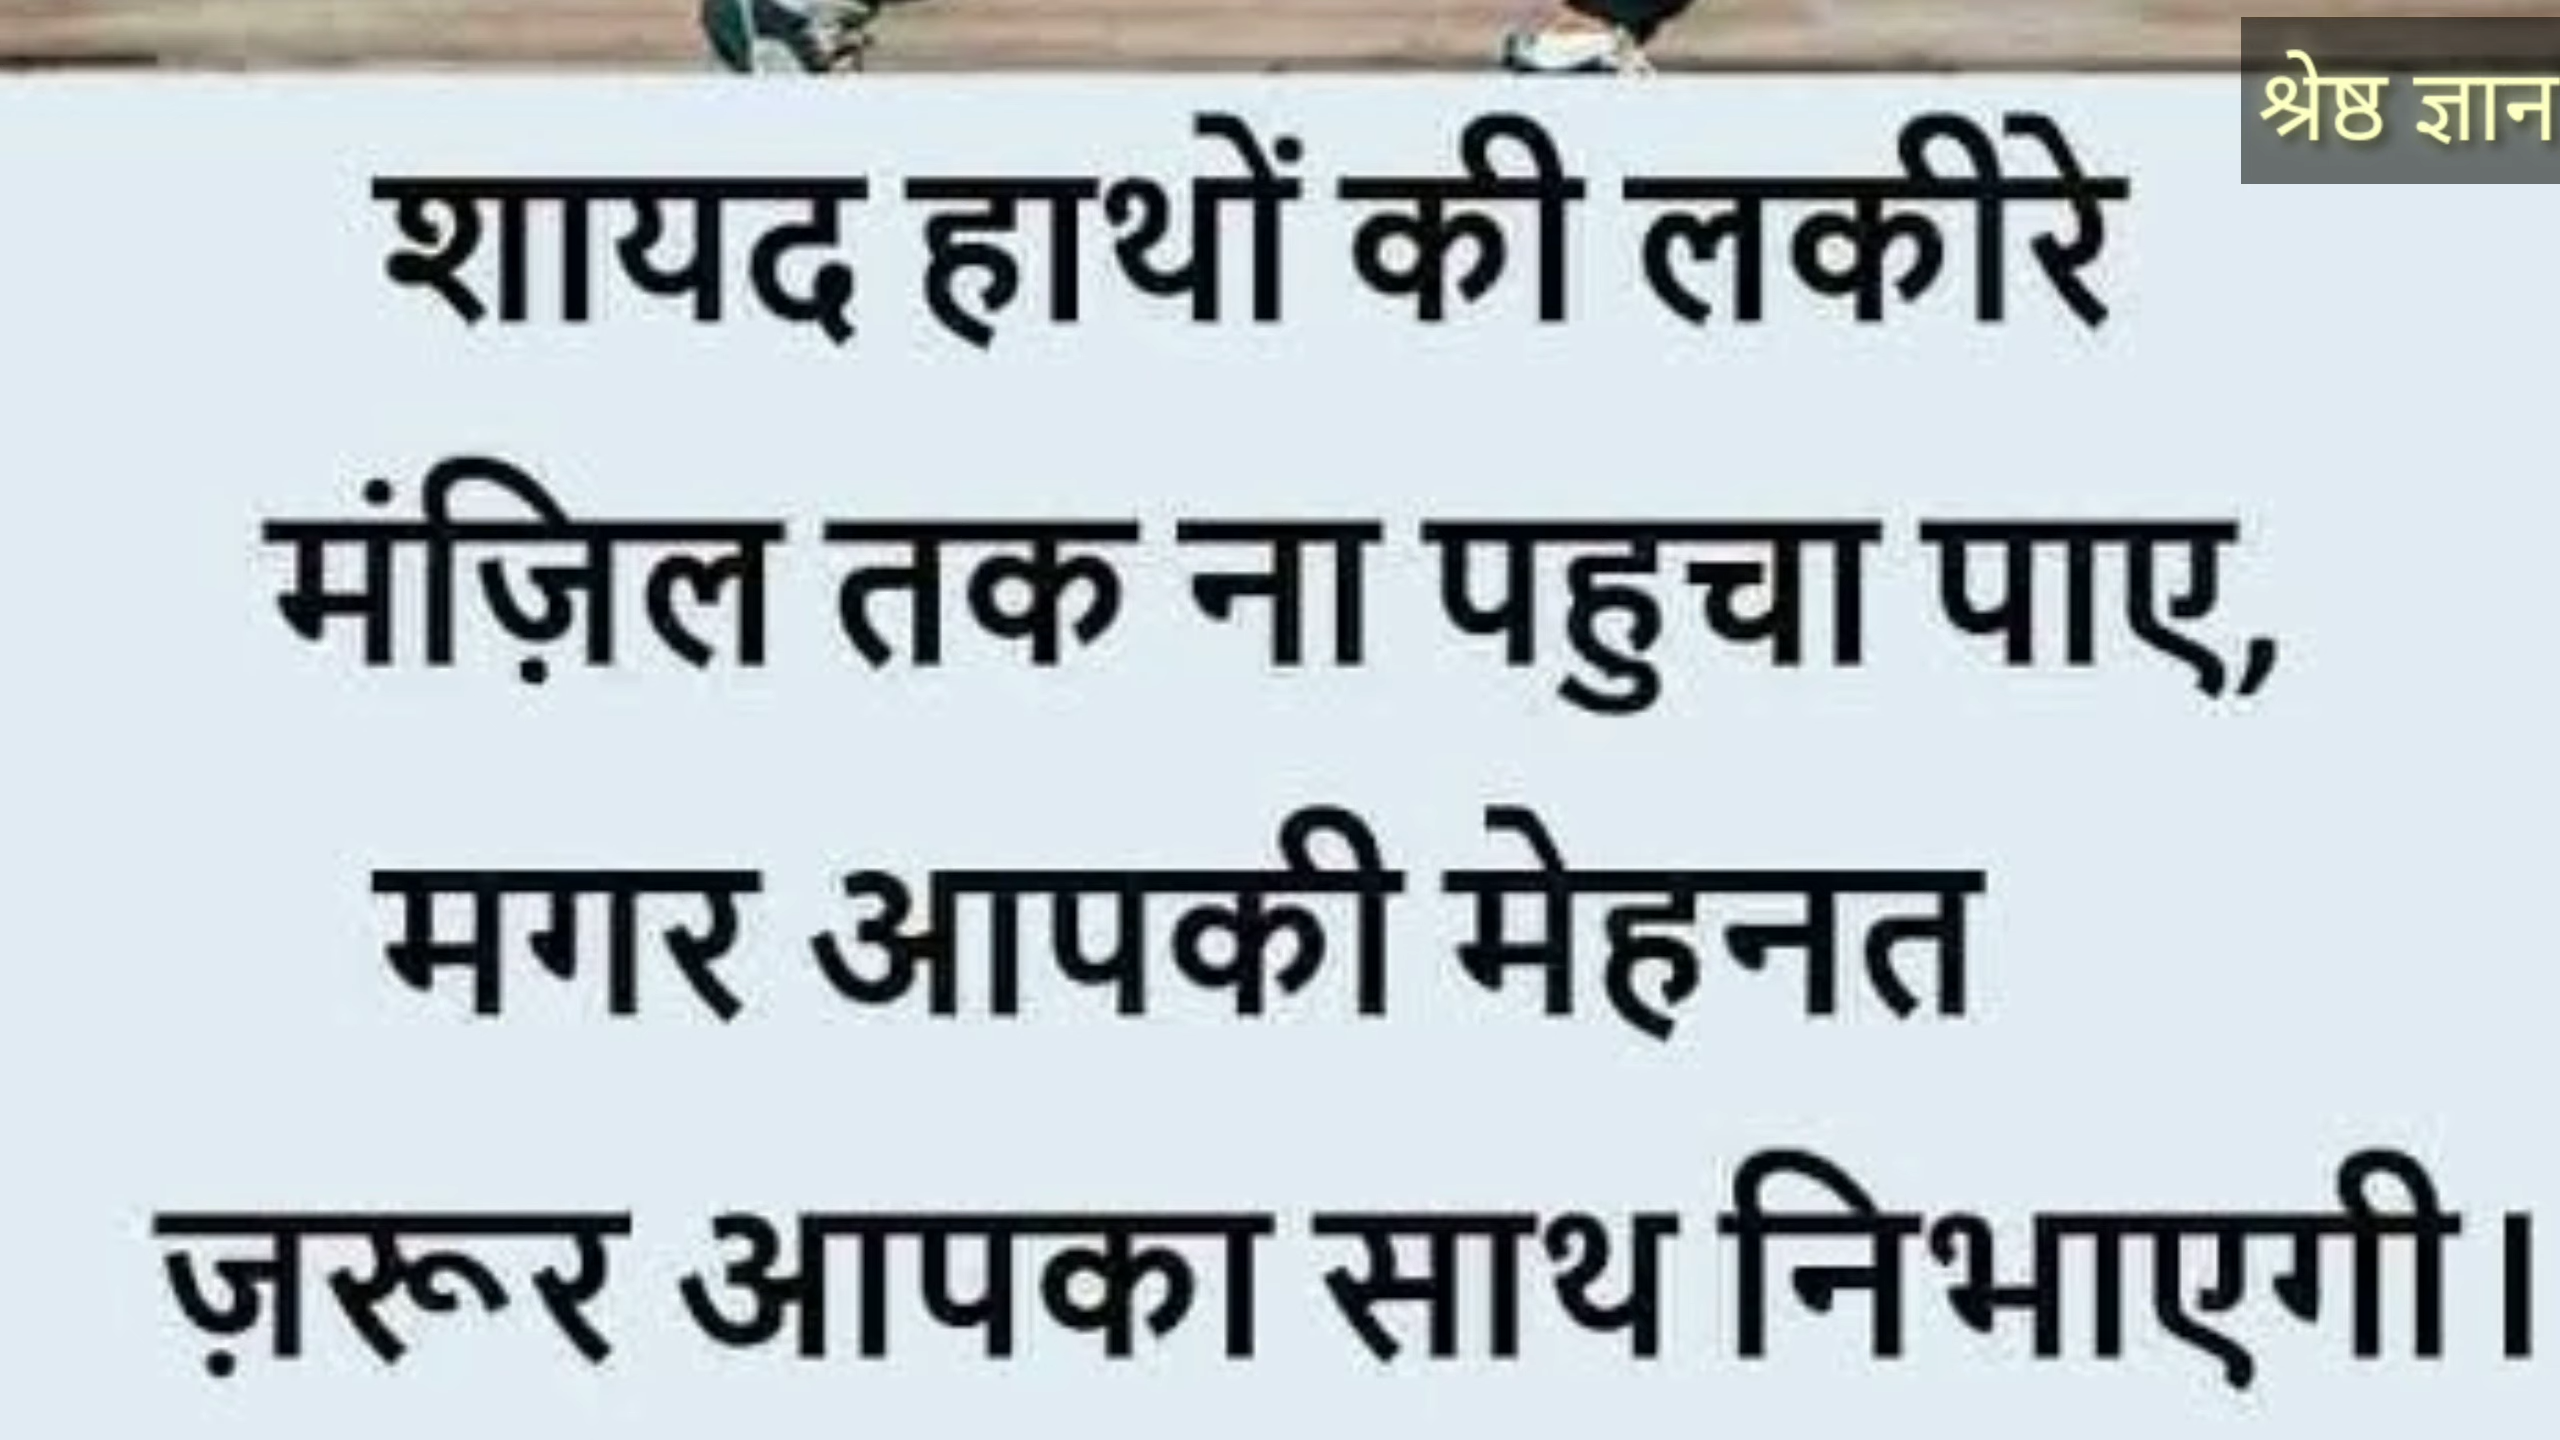 श्रेष्ठ ज्ञान
शायद हाथों की लकीरे
मंज़िल तक ना पहुचा पाए,
मगर आपकी मेहनत
ज़रूर आपका साथ निभाएगी।